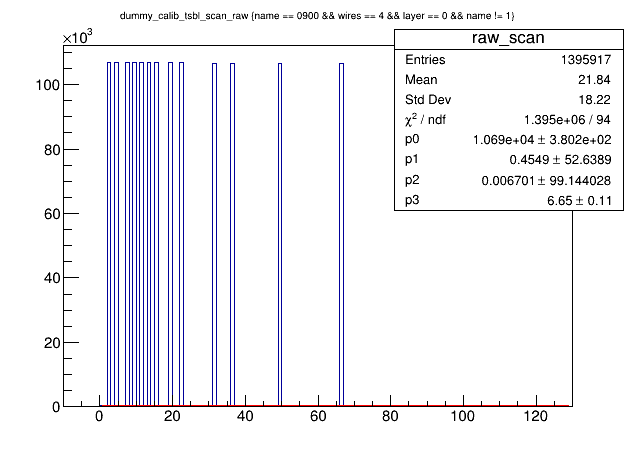 dummy_calib_tsbl_scan_raw {name == 0900 && wires == 4 && layer == 0 && name != 1}
×10³
raw_scan
Entries 1395917
Mean 21.84
Std Dev 18.22
χ² / ndf 1.395e+06 / 94
p0 1.069e+04 ± 3.802e+02
p1 0.4549 ± 52.6389
p2 0.006701 ± 99.144028
p3 6.65 ± 0.11
100
80
60
40
20
0
0 20 40 60 80 100 120